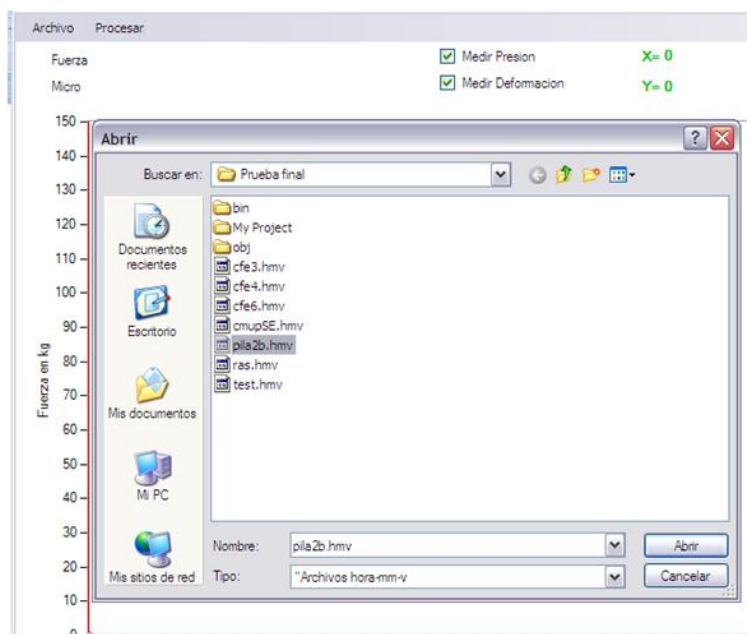 Archivo Procesar
Fuerza
Medir Presion
X= 0
Micro
Medir Deformacion
Y= 0
150
140
130
120
110
100
90
80
70
60
50
40
30
20
10
0
Fuerza en kg
Abrir
?
Buscar en:
Prueba final
Documentos
recientes
Escritorio
Mis documentos
Mi PC
Mis sitios de red
bin
My Project
obj
cfe3.hmv
cfe4.hmv
cfe6.hmv
cmupSE.hmv
pila2b.hmv
ras.hmv
test.hmv
Nombre:
pila2b.hmv
Abrir
Tipo:
"Archivos hora-mm-v
Cancelar